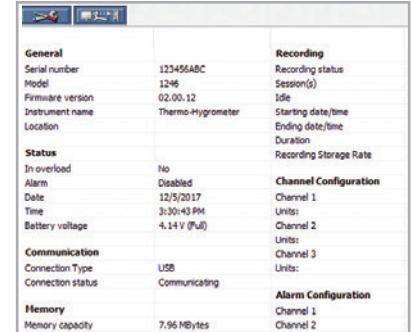 General
Serial number 123456ABC
Model 1246
Firmware version 02.00.12
Instrument name Thermo-Hygrometer
Location
Status
In overload No
Alarm Disabled
Date 12/5/2017
Time 3:30:43 PM
Battery voltage 4.14 V (Full)
Communication
Connection Type USB
Connection status Communicating
Memory
Memory capacity 7.96 MBytes
Recording
Recording status
Session(s)
Idle
Starting date/time
Ending date/time
Duration
Recording Storage Rate
Channel Configuration
Channel 1
Units:
Channel 2
Units:
Channel 3
Units:
Alarm Configuration
Channel 1
Channel 2